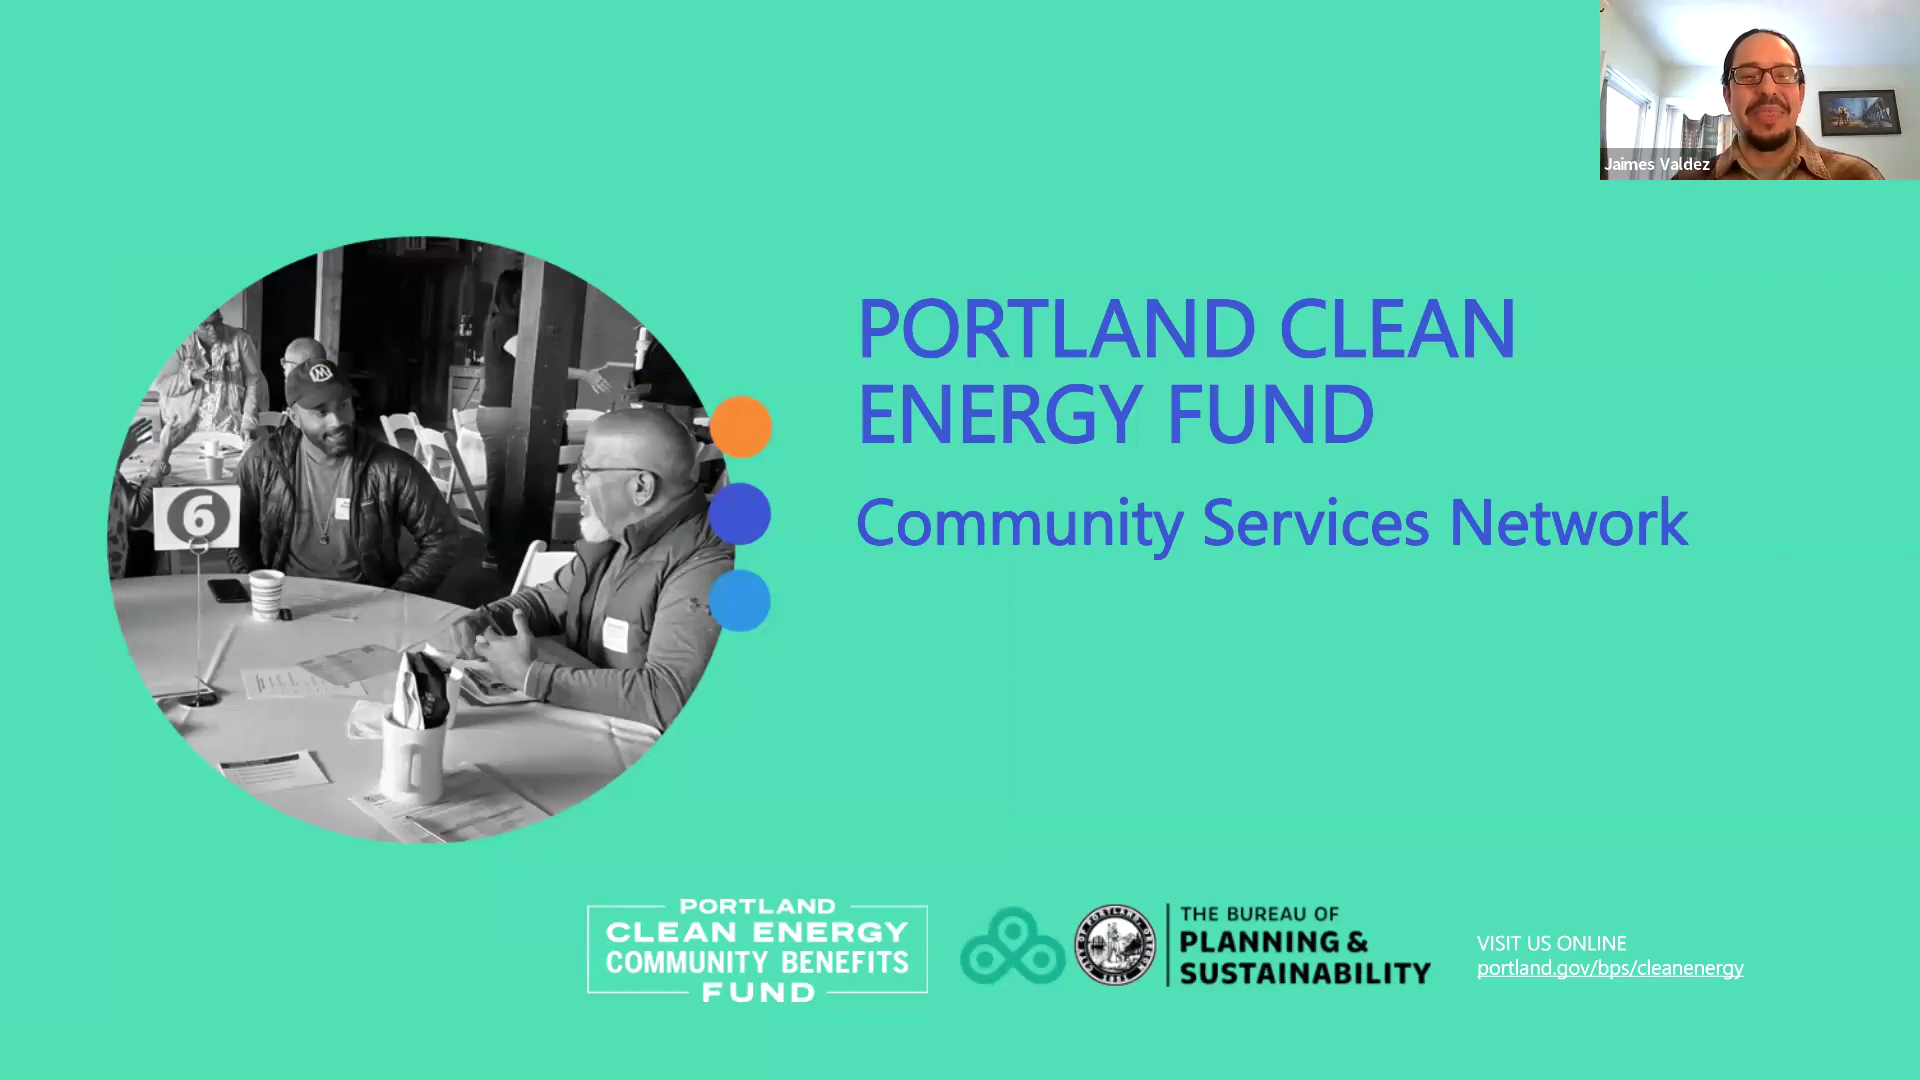 Jaimes Valdez
PORTLAND CLEAN
ENERGY FUND
Community Services Network
6
PORTLAND
CLEAN ENERGY
COMMUNITY BENEFITS
FUND
THE BUREAU OF
PLANNING &
SUSTAINABILITY
VISIT US ONLINE
portland.gov/bps/cleanenergy